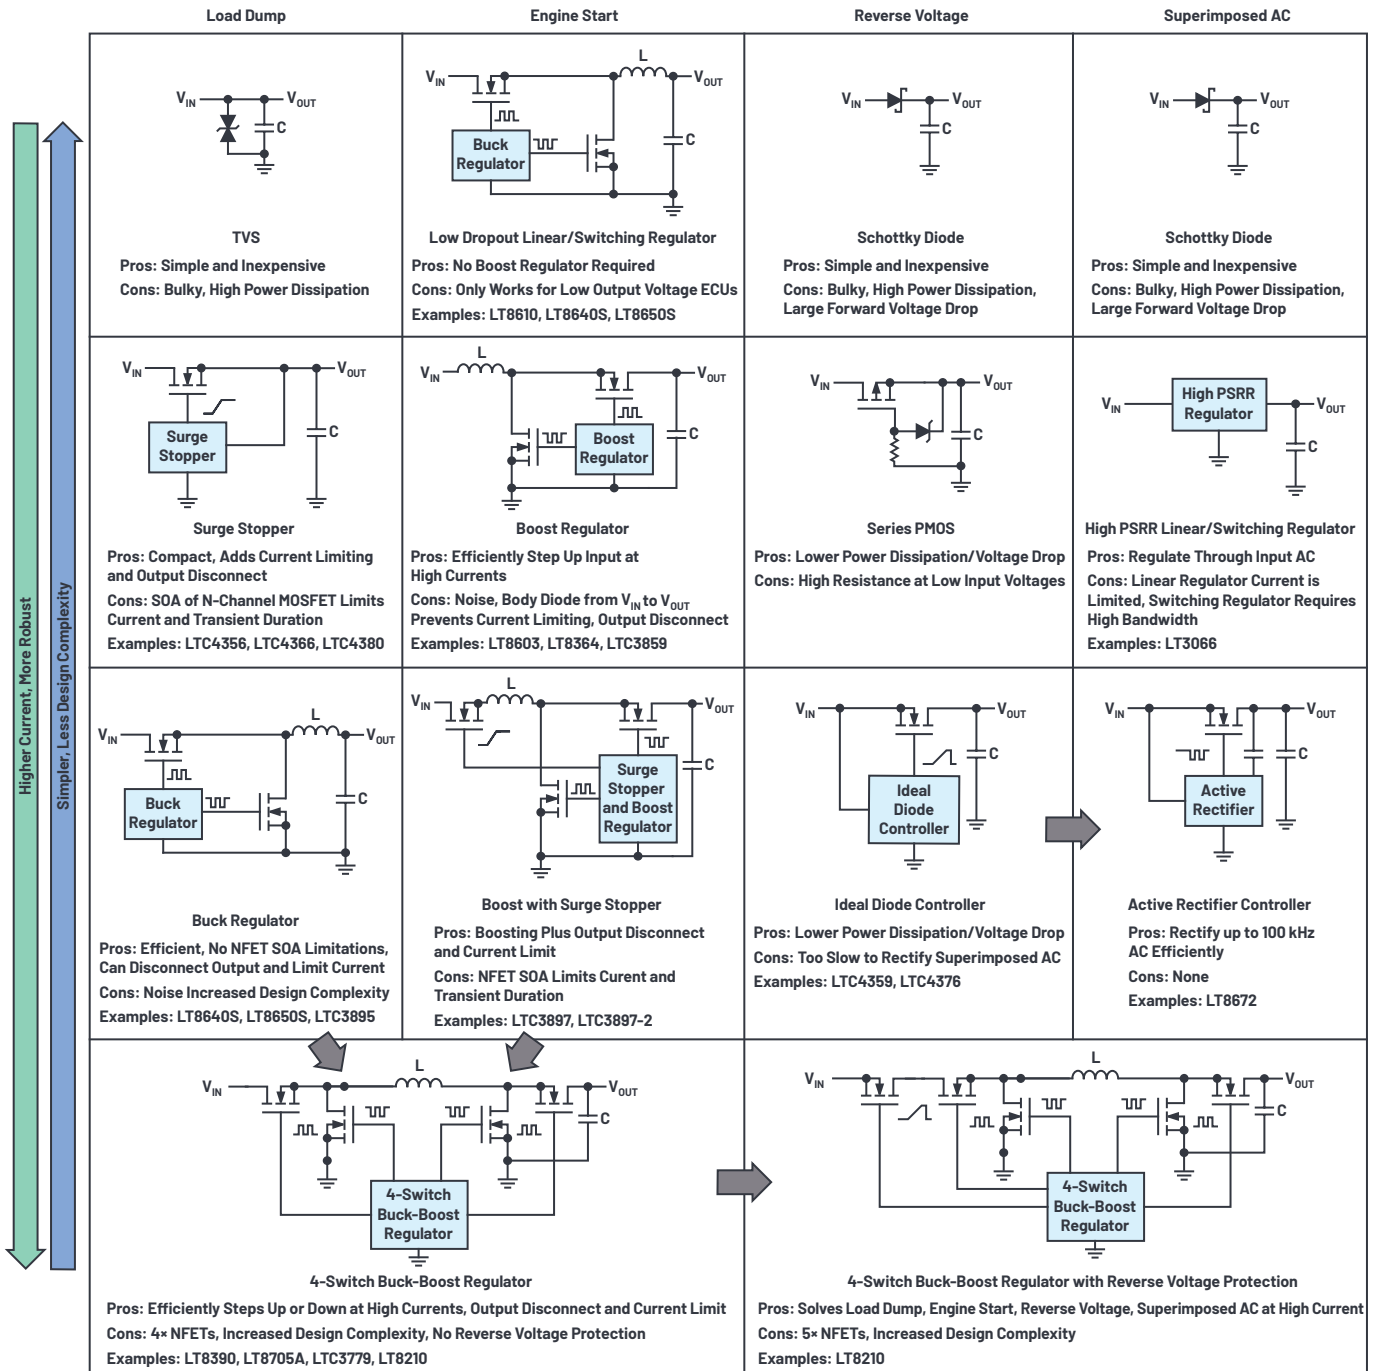 Load Dump
Engine Start
Reverse Voltage
Superimposed AC
Higher Current, More Robust
Simpler, Less Design Complexity
VIN
VOUT
C
TVS
Pros: Simple and Inexpensive
Cons: Bulky, High Power Dissipation
L
VIN
VOUT
Buck
Regulator
C
Low Dropout Linear/Switching Regulator
Pros: No Boost Regulator Required
Cons: Only Works for Low Output Voltage ECUs
Examples: LT8610, LT8640S, LT8650S
VIN
VOUT
C
Schottky Diode
Pros: Simple and Inexpensive
Cons: Bulky, High Power Dissipation,
Large Forward Voltage Drop
VIN
VOUT
C
Schottky Diode
Pros: Simple and Inexpensive
Cons: Bulky, High Power Dissipation,
Large Forward Voltage Drop
VIN
VOUT
Surge
Stopper
C
Surge Stopper
Pros: Compact, Adds Current Limiting
and Output Disconnect
Cons: SOA of N-Channel MOSFET Limits
Current and Transient Duration
Examples: LTC4356, LTC4366, LTC4380
L
VIN
VOUT
Boost
Regulator
C
Boost Regulator
Pros: Efficiently Step Up Input at
High Currents
Cons: Noise, Body Diode from VIN to VOUT
Prevents Current Limiting, Output Disconnect
Examples: LT8603, LT8364, LTC3859
VIN
VOUT
C
Series PMOS
Pros: Lower Power Dissipation/Voltage Drop
Cons: High Resistance at Low Input Voltages
VIN
High PSRR
Regulator
VOUT
C
High PSRR Linear/Switching Regulator
Pros: Regulate Through Input AC
Cons: Linear Regulator Current is
Limited, Switching Regulator Requires
High Bandwidth
Examples: LT3066
L
VIN
VOUT
Buck
Regulator
C
Buck Regulator
Pros: Efficient, No NFET SOA Limitations,
Can Disconnect Output and Limit Current
Cons: Noise Increased Design Complexity
Examples: LT8640S, LT8650S, LTC3895
L
VIN
VOUT
Surge
Stopper
and Boost
Regulator
C
Boost with Surge Stopper
Pros: Boosting Plus Output Disconnect
and Current Limit
Cons: NFET SOA Limits Curent and
Transient Duration
Examples: LTC3897, LTC3897-2
VIN
VOUT
C
Ideal
Diode
Controller
Ideal Diode Controller
Pros: Lower Power Dissipation/Voltage Drop
Cons: Too Slow to Rectify Superimposed AC
Examples: LTC4359, LTC4376
VIN
VOUT
C
Active
Rectifier
Active Rectifier Controller
Pros: Rectify up to 100 kHz
AC Efficiently
Cons: None
Examples: LT8672
L
VIN
VOUT
C
4-Switch
Buck-Boost
Regulator
4-Switch Buck-Boost Regulator
Pros: Efficiently Steps Up or Down at High Currents, Output Disconnect and Current Limit
Cons: 4× NFETs, Increased Design Complexity, No Reverse Voltage Protection
Examples: LT8390, LT8705A, LTC3779, LT8210
L
VIN
VOUT
C
4-Switch
Buck-Boost
Regulator
4-Switch Buck-Boost Regulator with Reverse Voltage Protection
Pros: Solves Load Dump, Engine Start, Reverse Voltage, Superimposed AC at High Current
Cons: 5× NFETs, Increased Design Complexity
Examples: LT8210